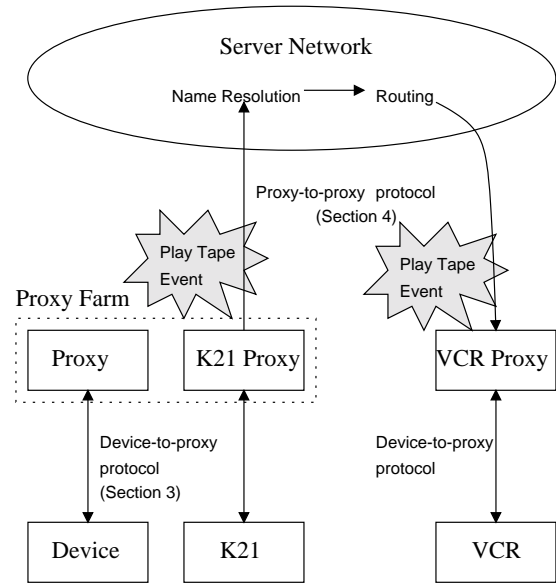 Server Network
Name Resolution
Routing
Proxy-to-proxy protocol
(Section 4)
Play Tape
Event
Play Tape
Event
Proxy Farm
Proxy
K21 Proxy
VCR Proxy
Device-to-proxy
protocol
(Section 3)
Device-to-proxy
protocol
Device
K21
VCR